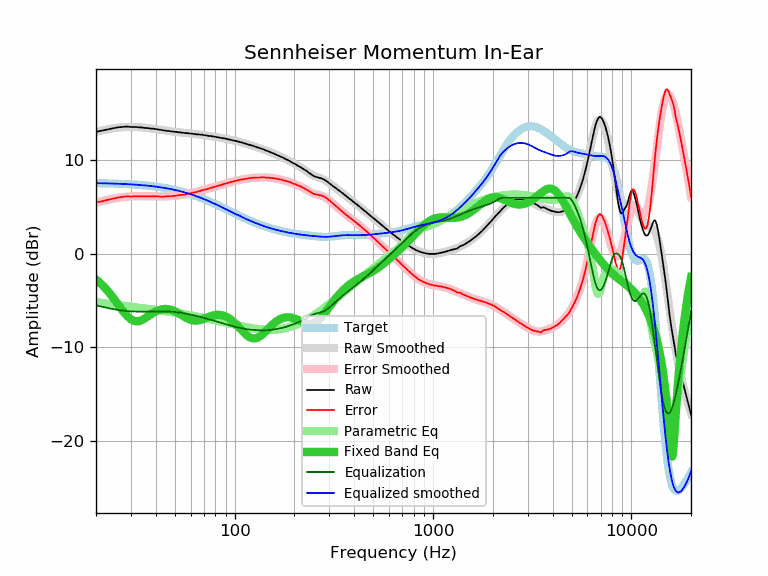 Sennheiser Momentum In-Ear
Amplitude (dBr)
10
0
−10
−20
Target
Raw Smoothed
Error Smoothed
Raw
Error
Parametric Eq
Fixed Band Eq
Equalization
Equalized smoothed
100
1000
10000
Frequency (Hz)